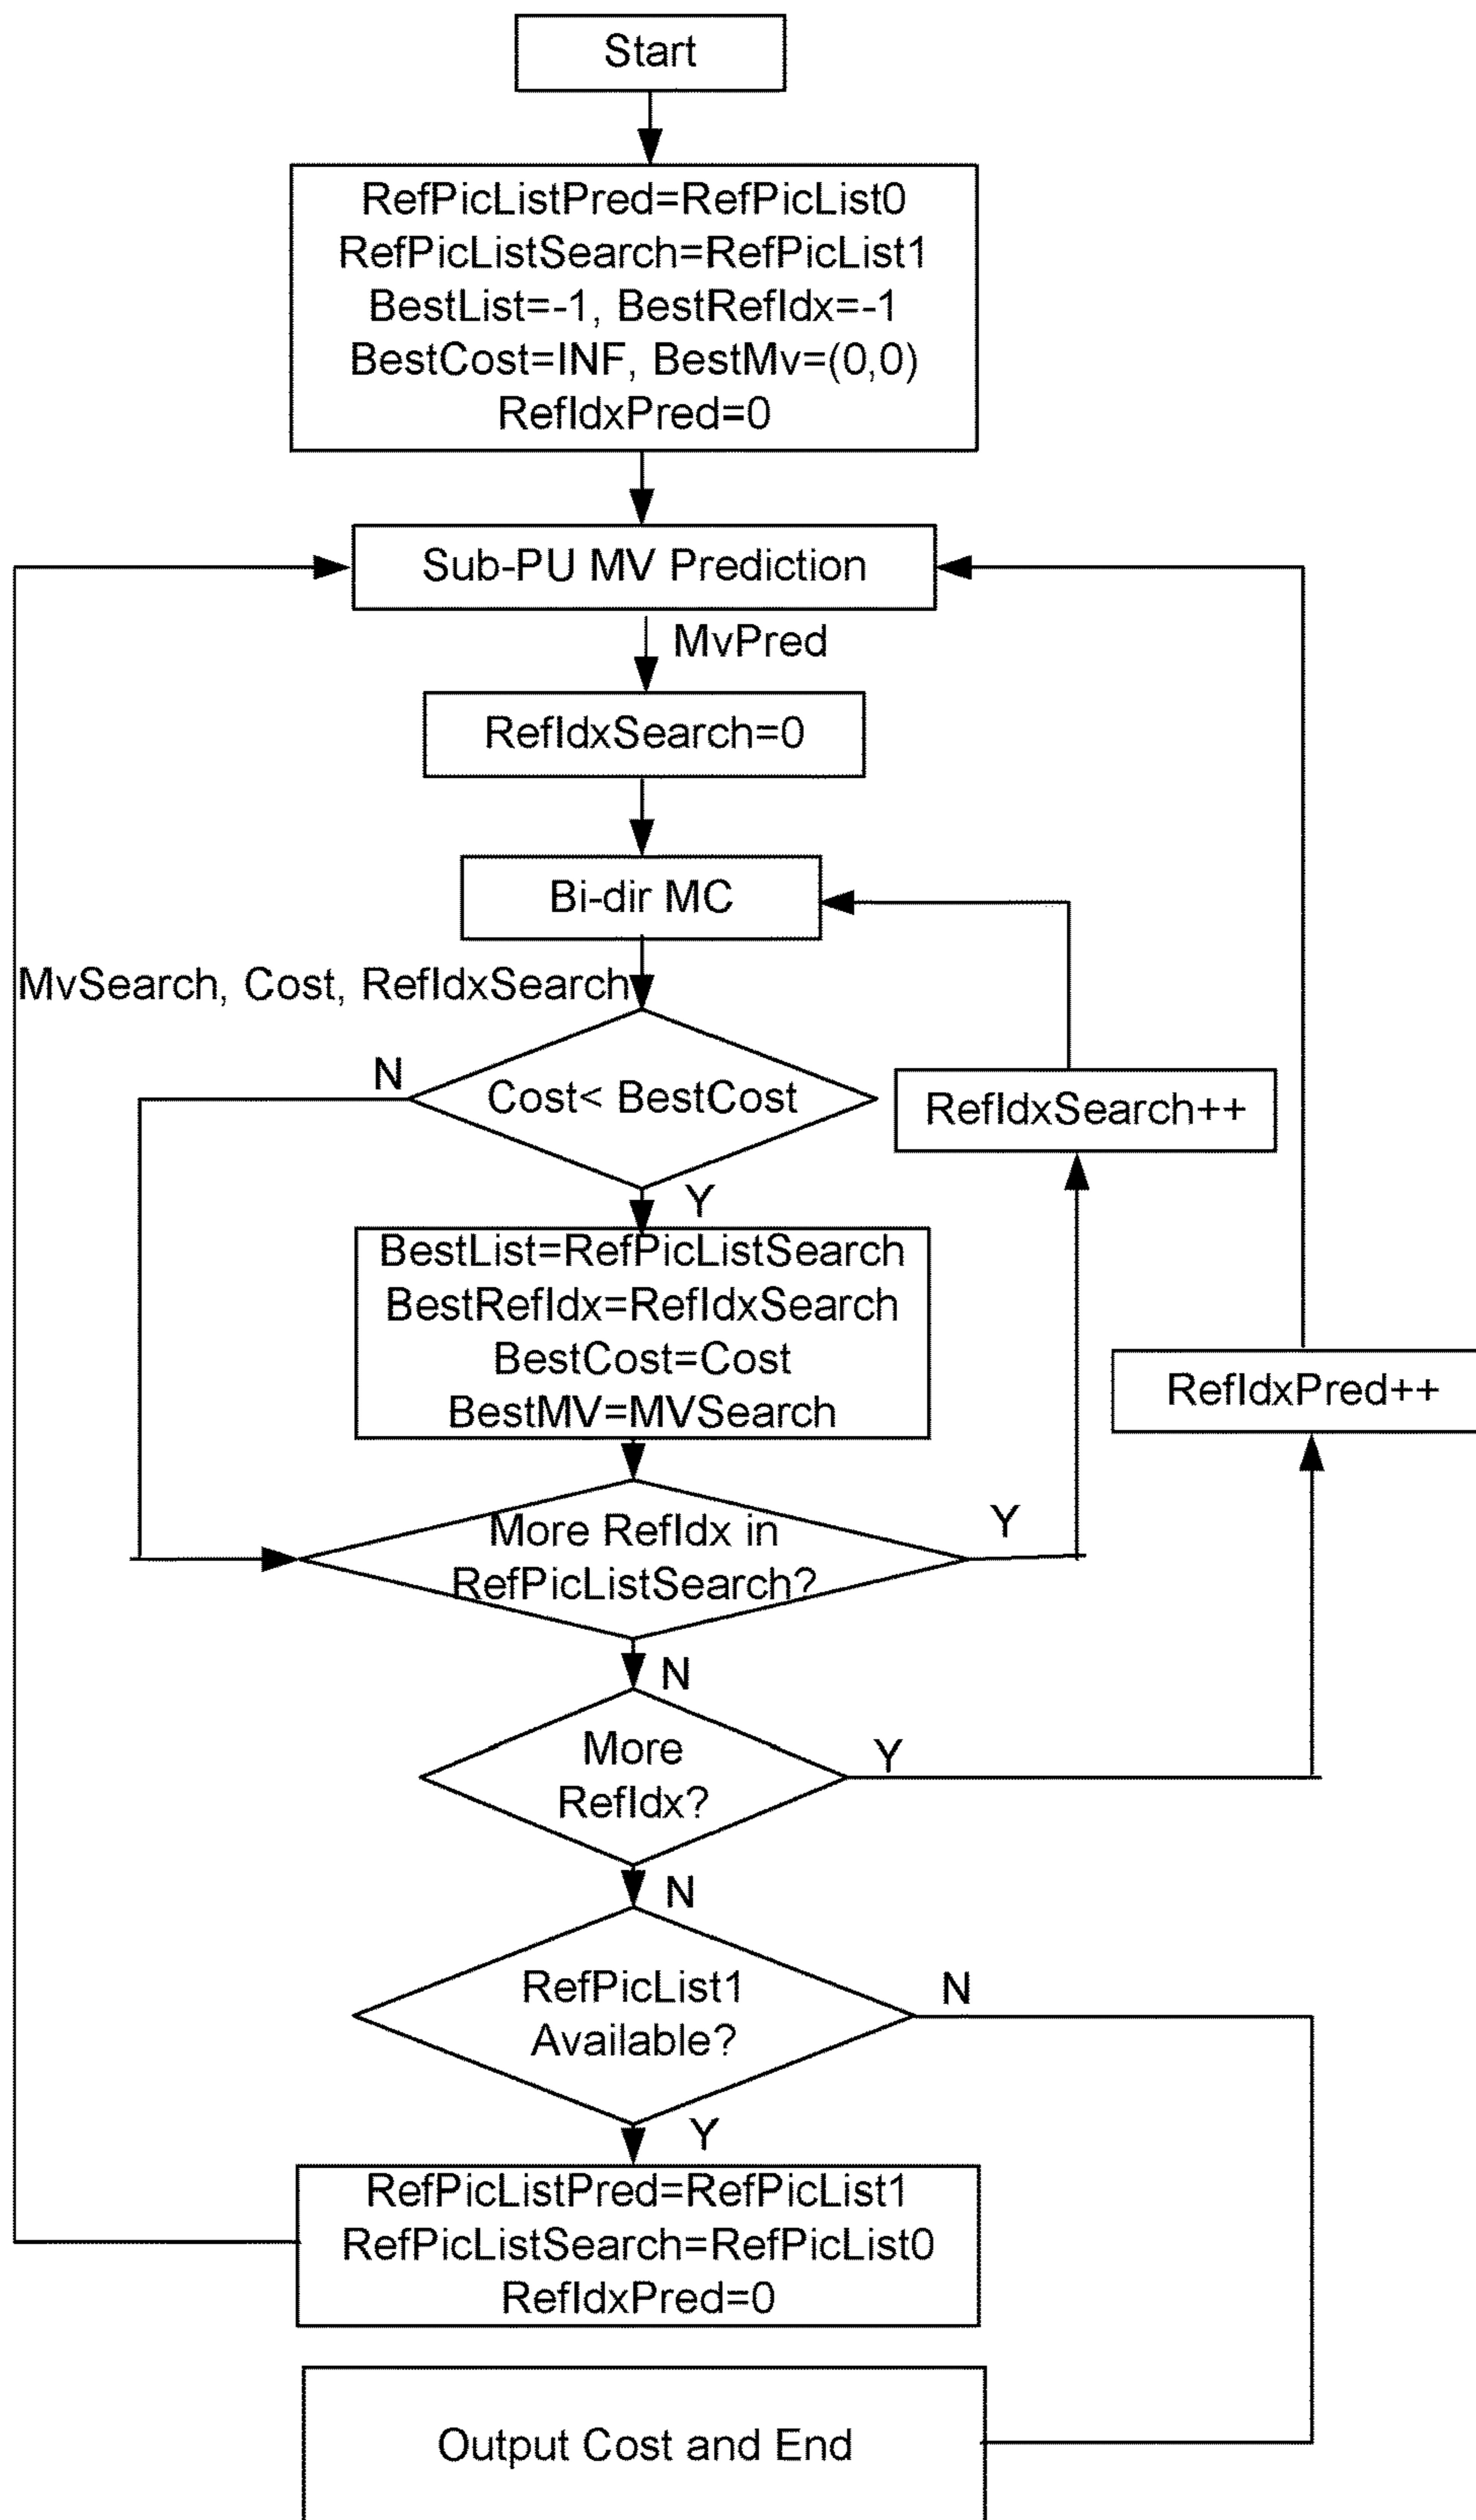 Start
RefPicListPred=RefPicList0
RefPicListSearch=RefPicList1
BestList=-1, BestRefIdx=-1
BestCost=INF, BestMv=(0,0)
RefIdxPred=0
Sub-PU MV Prediction
MvPred
RefIdxSearch=0
Bi-dir MC
MvSearch, Cost, RefIdxSearch
N
Cost< BestCost
RefIdxSearch++
Y
BestList=RefPicListSearch
BestRefIdx=RefIdxSearch
BestCost=Cost
BestMV=MVSearch
RefIdxPred++
More RefIdx in
RefPicListSearch?
Y
N
More
RefIdx?
Y
N
RefPicList1
Available?
N
Y
RefPicListPred=RefPicList1
RefPicListSearch=RefPicList0
RefIdxPred=0
Output Cost and End